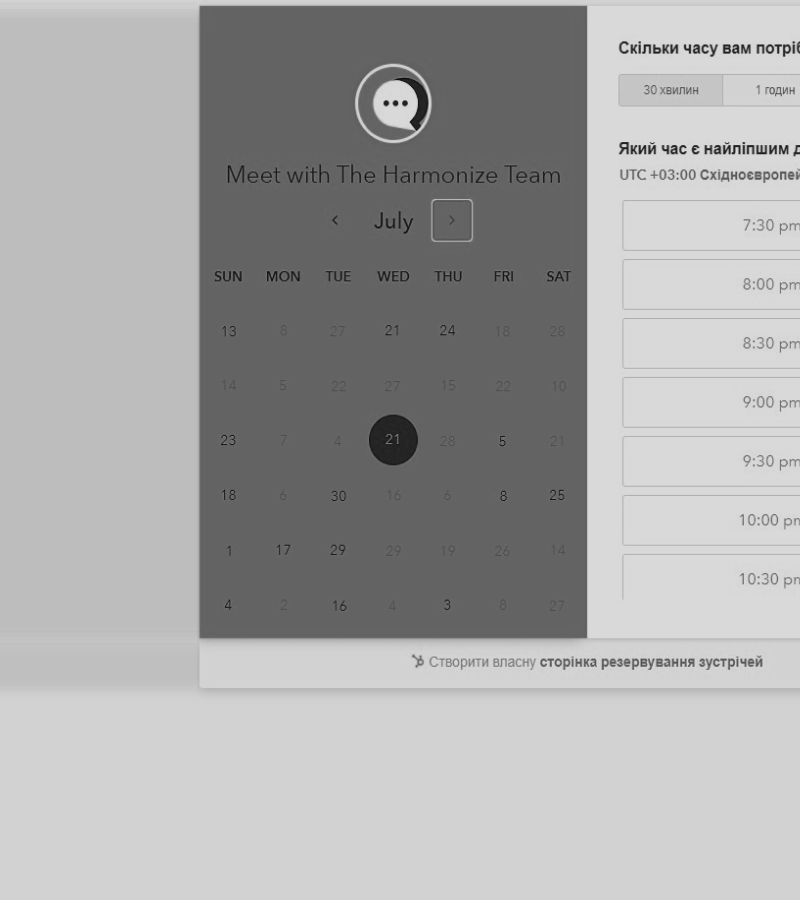 Meet with The Harmonize Team
July
SUN MON TUE WED THU FRI SAT
13 8 27 21 24 18 28
14 5 22 27 15 22 10
23 7 4 21 28 5 21
18 6 30 16 6 8 25
1 17 29 29 19 26 14
4 2 16 4 3 8 27
Скільки часу вам потріб
30 хвилин 1 годин
Який час є найліпшим д
UTC +03:00 Східноєвропей
7:30 pm
8:00 pm
8:30 pm
9:00 pm
9:30 pm
10:00 pm
10:30 pm
Створити власну сторінка резервування зустрічей